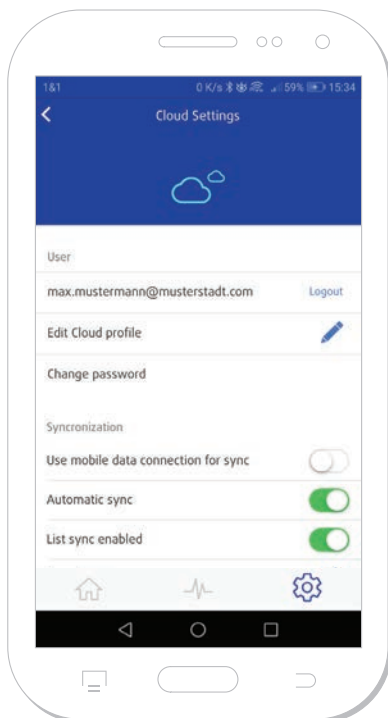 1&1 0 K/s 59% 15:34
Cloud Settings
User
max.mustermann@musterstadt.com Logout
Edit Cloud profile
Change password
Syncronization
Use mobile data connection for sync
Automatic sync
List sync enabled